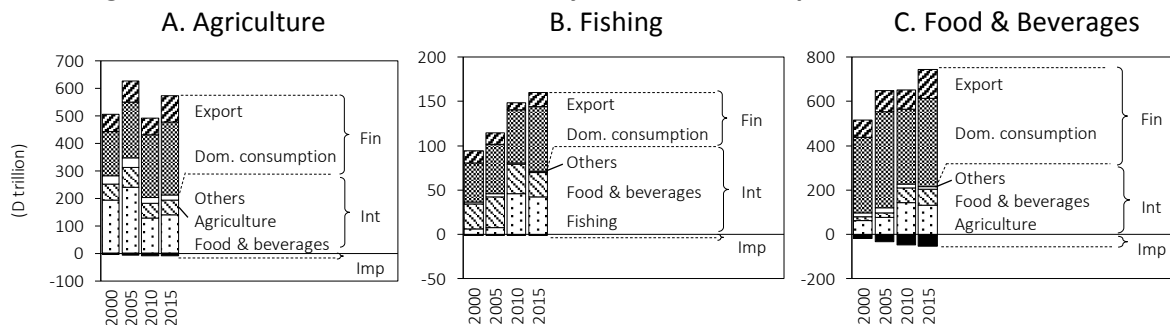 A. Agriculture
(D' trillion)
700
600
500
400
300
200
100
0
-100
2000
2005
2010
2015
Export
Dom. consumption
Others
Agriculture
Food & beverages
Fin
Int
Imp
B. Fishing
200
150
100
50
0
-50
2000
2005
2010
2015
Export
Dom. consumption
Others
Food & beverages
Fishing
Fin
Int
Imp
C. Food & Beverages
800
600
400
200
0
-200
2000
2005
2010
2015
Export
Dom. consumption
Others
Food & beverages
Agriculture
Fin
Int
Imp